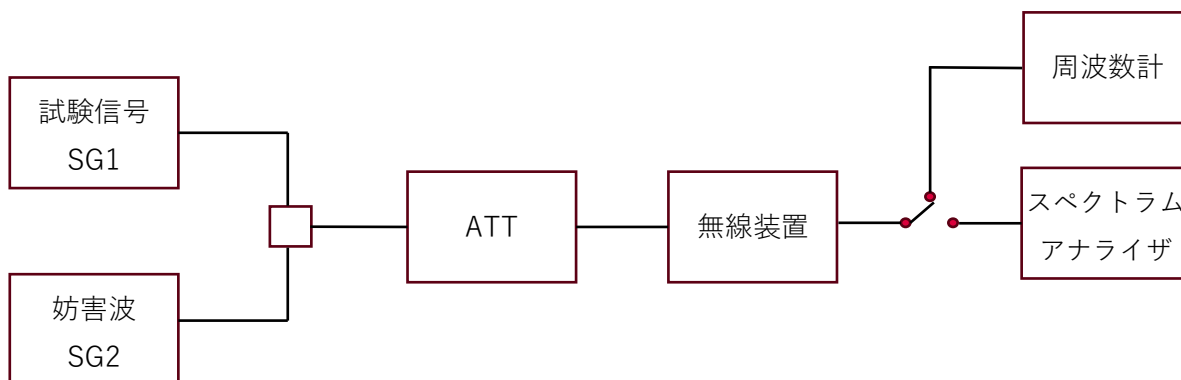 試験信号
SG1
妨害波
SG2
ATT
無線装置
周波数計
スペクトラム
アナライザ